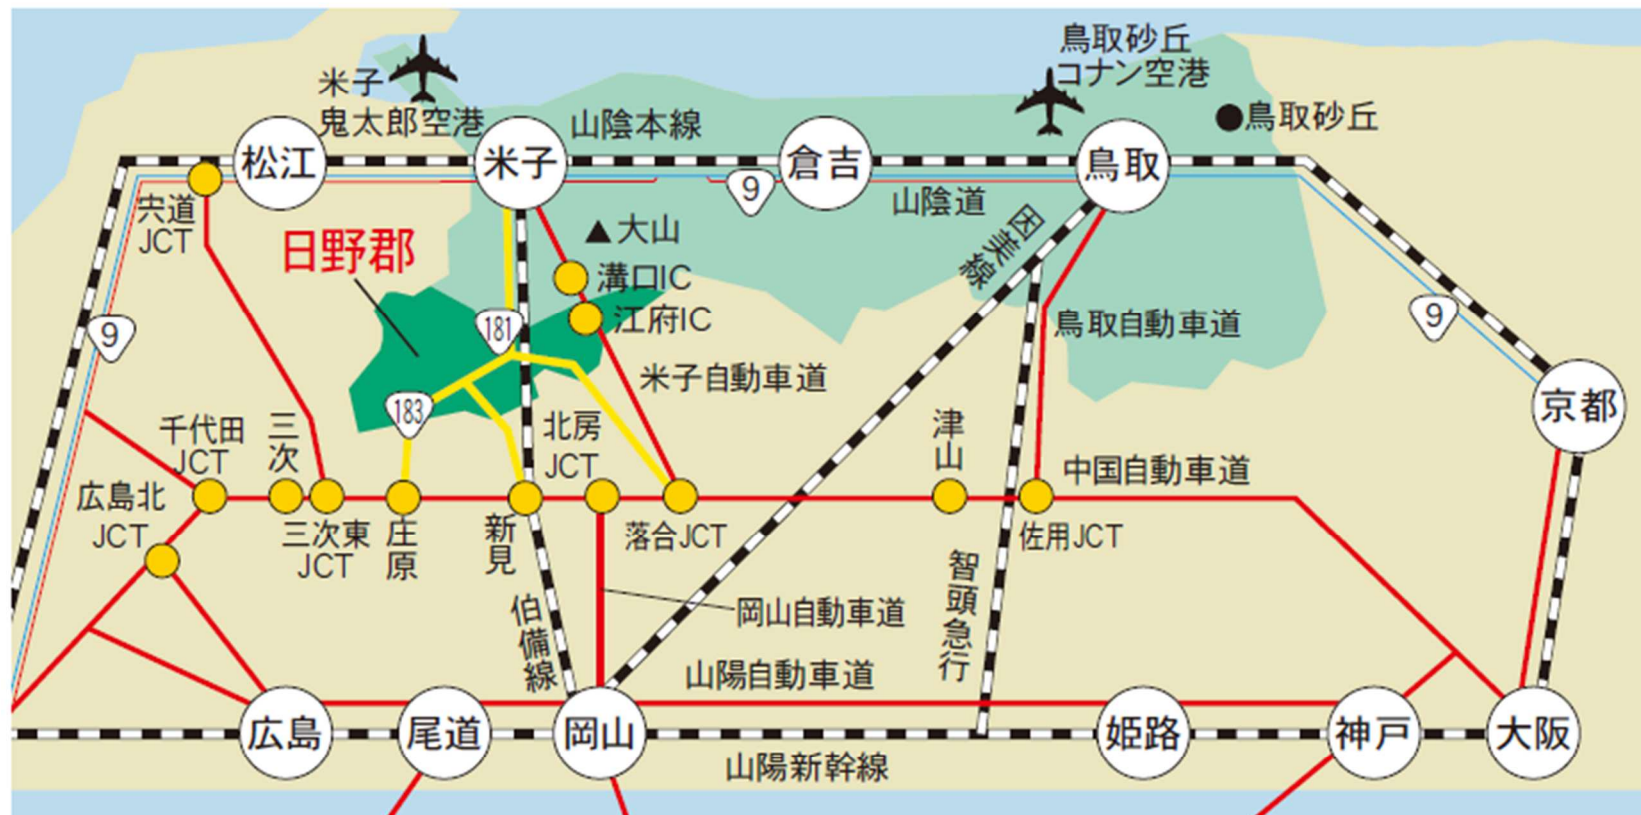 鳥取砂丘
コナン空港
米子
鬼太郎空港
鳥取砂丘
山陰本線
松江
米子
倉吉
鳥取
9
山陰道
宍道
JCT
日野郡
大山
因美線
溝口IC
江府IC
181
9
9
鳥取自動車道
米子自動車道
京都
183
千代田
JCT
三次
北房
JCT
津山
中国自動車道
広島北
JCT
三次東
JCT
庄原
新見
落合JCT
佐用JCT
智頭急行
伯備線
岡山自動車道
山陽自動車道
広島
尾道
岡山
姫路
神戸
大阪
山陽新幹線